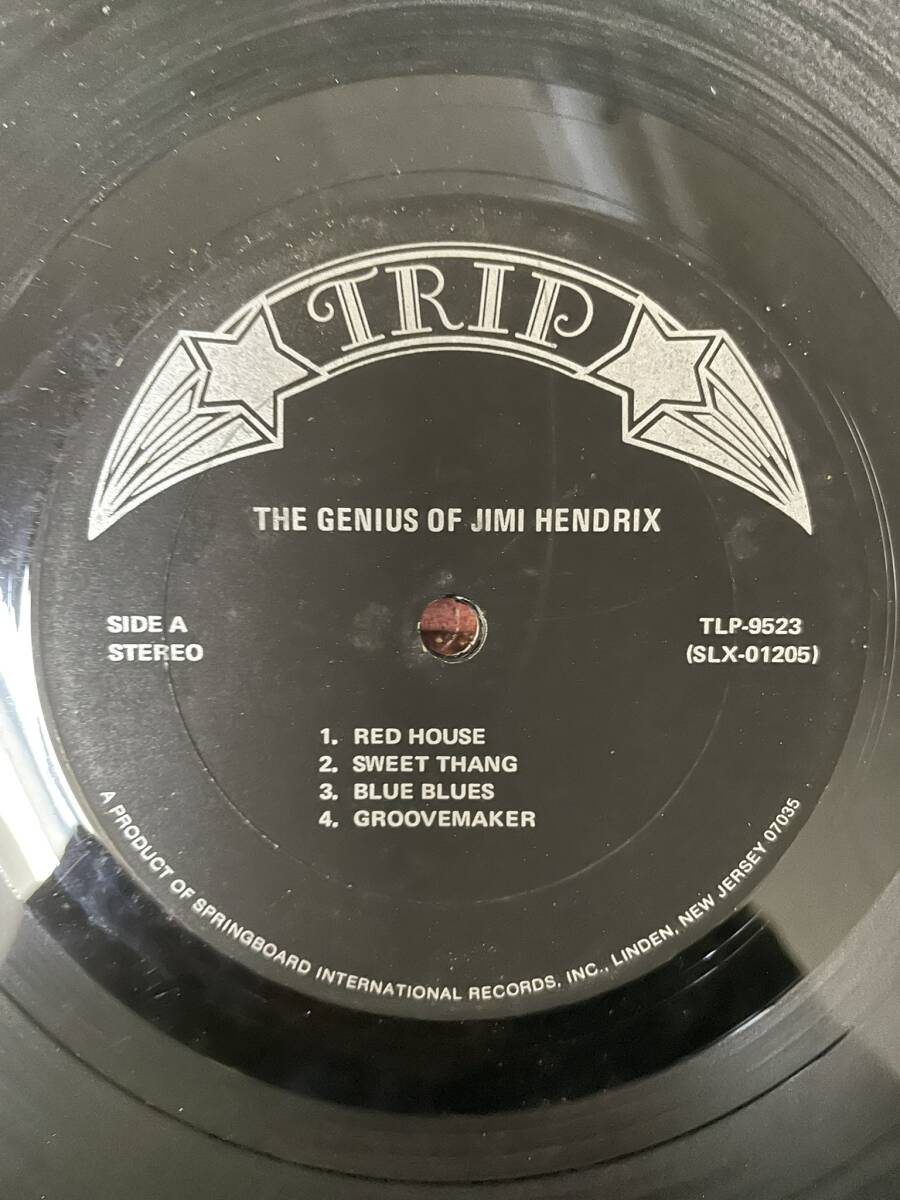 TRIP
THE GENIUS OF JIMI HENDRIX
SIDE A
STEREO
TLP-9523
(SLX-01205)
1. RED HOUSE
2. SWEET THANG
3. BLUE BLUES
4. GROOVEMAKER
A PRODUCT OF SPRINGBOARD INTERNATIONAL RECORDS, INC., LINDEN, NEW JERSEY 07035